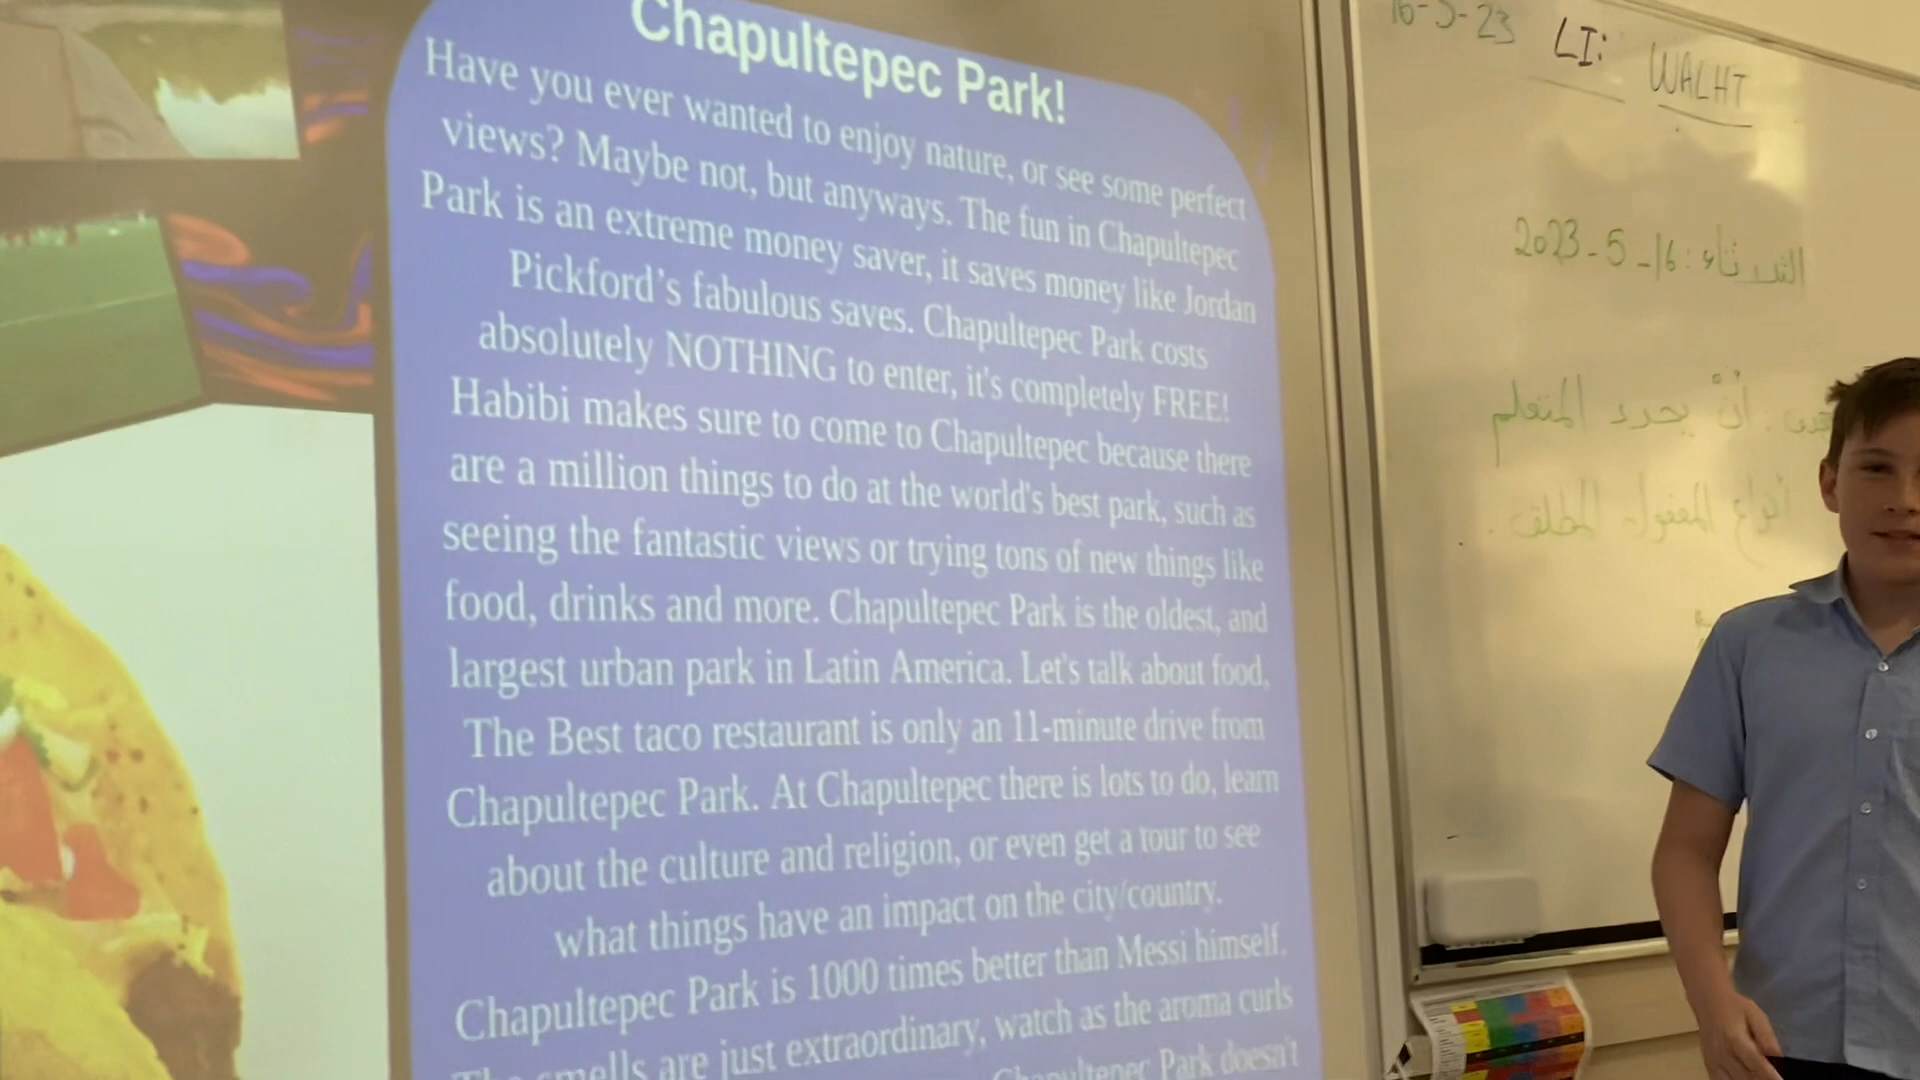 Chapultepec Park!
Have you ever wanted to enjoy nature, or see some perfect
views? Maybe not, but anyways. The fun in Chapultepec
Park is an extreme money saver, it saves money like Jordan
Pickford's fabulous saves. Chapultepec Park costs
absolutely NOTHING to enter, it's completely FREE!
Habibi makes sure to come to Chapultepec because there
are a million things to do at the world's best park, such as
seeing the fantastic views or trying tons of new things like
food, drinks and more. Chapultepec Park is the oldest, and
largest urban park in Latin America. Let's talk about food,
The Best taco restaurant is only an 11-minute drive from
Chapultepec Park. At Chapultepec there is lots to do, learn
about the culture and religion, or even get a tour to see
what things have an impact on the city/country.
Chapultepec Park is 1000 times better than Messi himself.
The smells are just extraordinary, watch as the aroma curls
Chapultepec Park doesn't
16-5-23 LI: WALHT
الثلاثاء: 16-5-2023
أن يحدد المتعلم
أنواع المفعول المطلق.